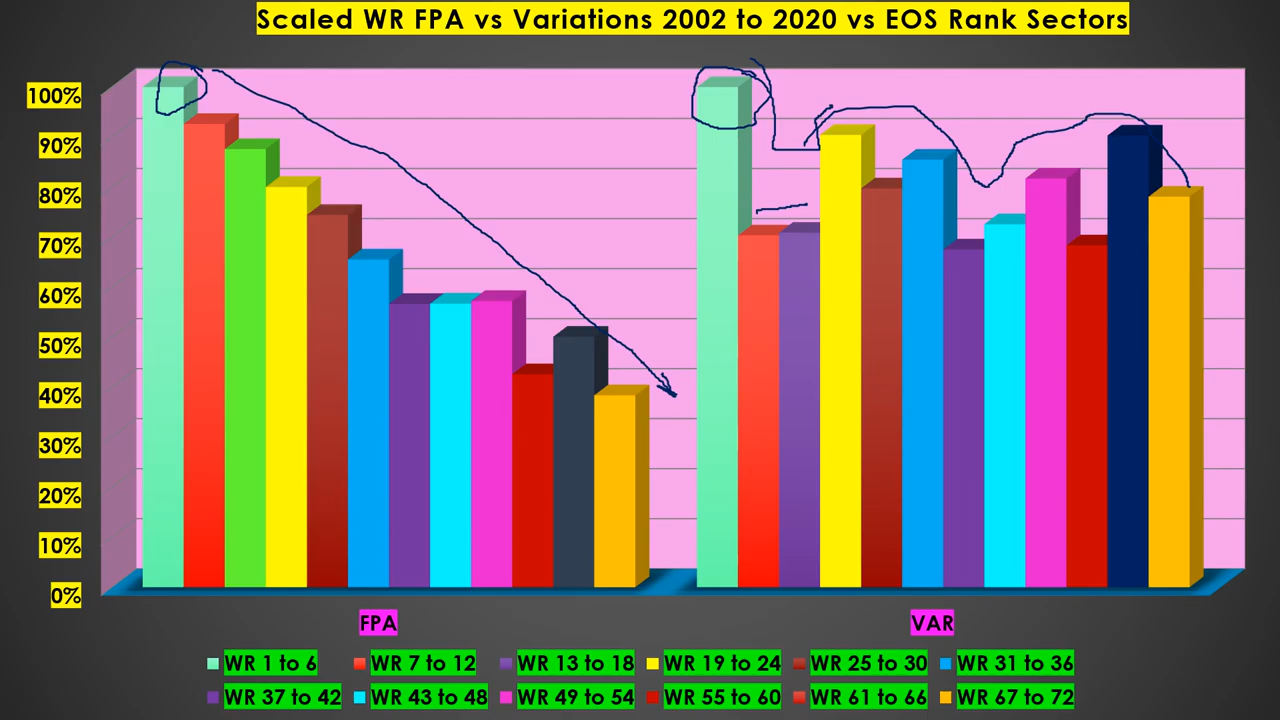 Scaled WR FPA vs Variations 2002 to 2020 vs EOS Rank Sectors
100%
90%
80%
70%
60%
50%
40%
30%
20%
10%
0%
FPA VAR
WR 1 to 6 WR 7 to 12 WR 13 to 18 WR 19 to 24 WR 25 to 30 WR 31 to 36
WR 37 to 42 WR 43 to 48 WR 49 to 54 WR 55 to 60 WR 61 to 66 WR 67 to 72